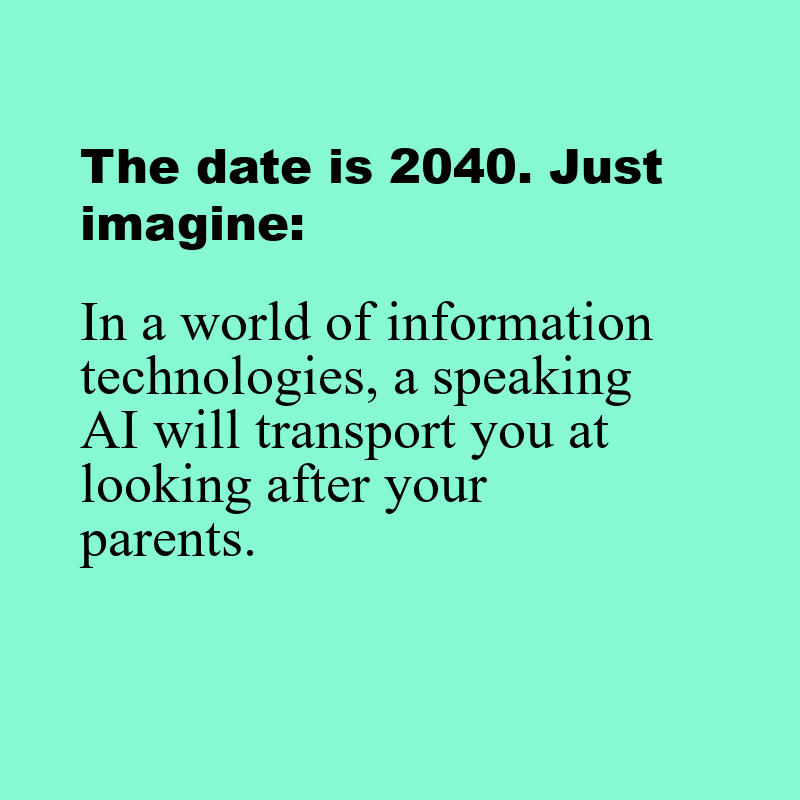 The date is 2040. Just
imagine:
In a world of information
technologies, a speaking
AI will transport you at
looking after your
parents.